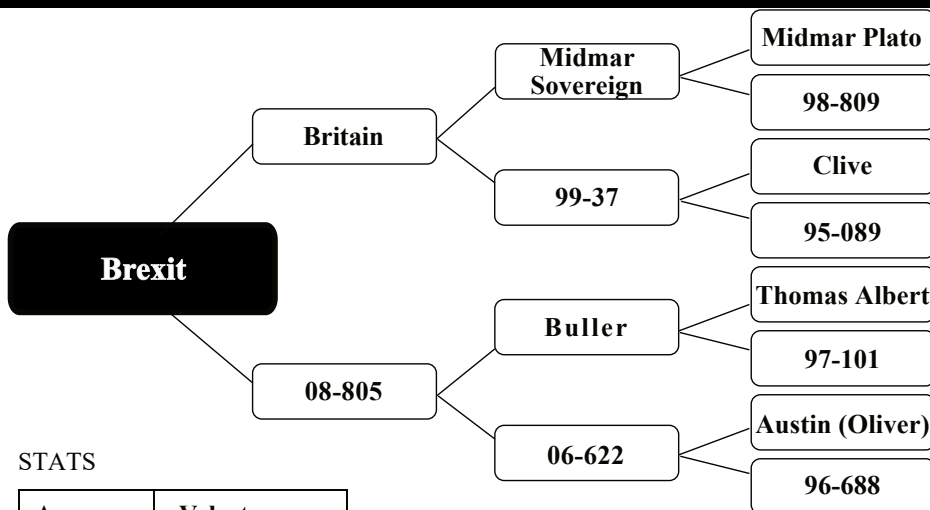 Midmar Plato
Midmar
Sovereign
98-809
Britain
Clive
99-37
95-089
Brexit
Thomas Albert
Buller
97-101
08-805
Austin (Oliver)
06-622
96-688
STATS